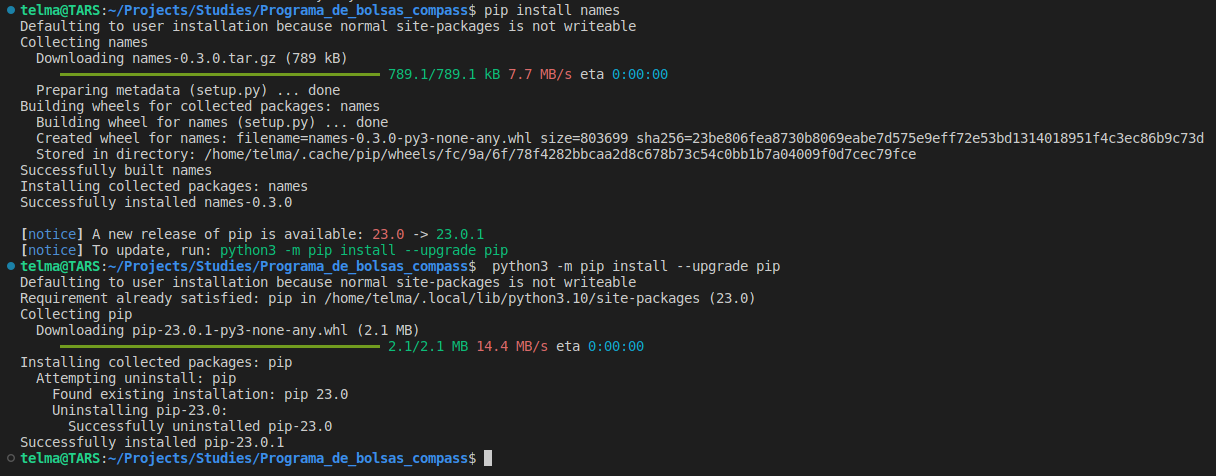 telma@TARS:~/Projects/Studies/Programa_de_bolsas_compass$ pip install names
Defaulting to user installation because normal site-packages is not writeable
Collecting names
  Downloading names-0.3.0.tar.gz (789 kB)
     ━━━━━━━━━━━━━━━━━━━━━━━━━━━━━━━━━━━━━━━━ 789.1/789.1 kB 7.7 MB/s eta 0:00:00
  Preparing metadata (setup.py) ... done
Building wheels for collected packages: names
  Building wheel for names (setup.py) ... done
  Created wheel for names: filename=names-0.3.0-py3-none-any.whl size=803699 sha256=23be806fea8730b8069eabe7d575e9eff72e53bd1314018951f4c3ec86b9c73d
  Stored in directory: /home/telma/.cache/pip/wheels/fc/9a/6f/78f4282bbcaa2d8c678b73c54c0bb1b7a04009f0d7cec79fce
Successfully built names
Installing collected packages: names
Successfully installed names-0.3.0

[notice] A new release of pip is available: 23.0 -> 23.0.1
[notice] To update, run: python3 -m pip install --upgrade pip
telma@TARS:~/Projects/Studies/Programa_de_bolsas_compass$  python3 -m pip install --upgrade pip
Defaulting to user installation because normal site-packages is not writeable
Requirement already satisfied: pip in /home/telma/.local/lib/python3.10/site-packages (23.0)
Collecting pip
  Downloading pip-23.0.1-py3-none-any.whl (2.1 MB)
     ━━━━━━━━━━━━━━━━━━━━━━━━━━━━━━━━━━━━━━━━ 2.1/2.1 MB 14.4 MB/s eta 0:00:00
Installing collected packages: pip
  Attempting uninstall: pip
    Found existing installation: pip 23.0
    Uninstalling pip-23.0:
      Successfully uninstalled pip-23.0
Successfully installed pip-23.0.1
telma@TARS:~/Projects/Studies/Programa_de_bolsas_compass$